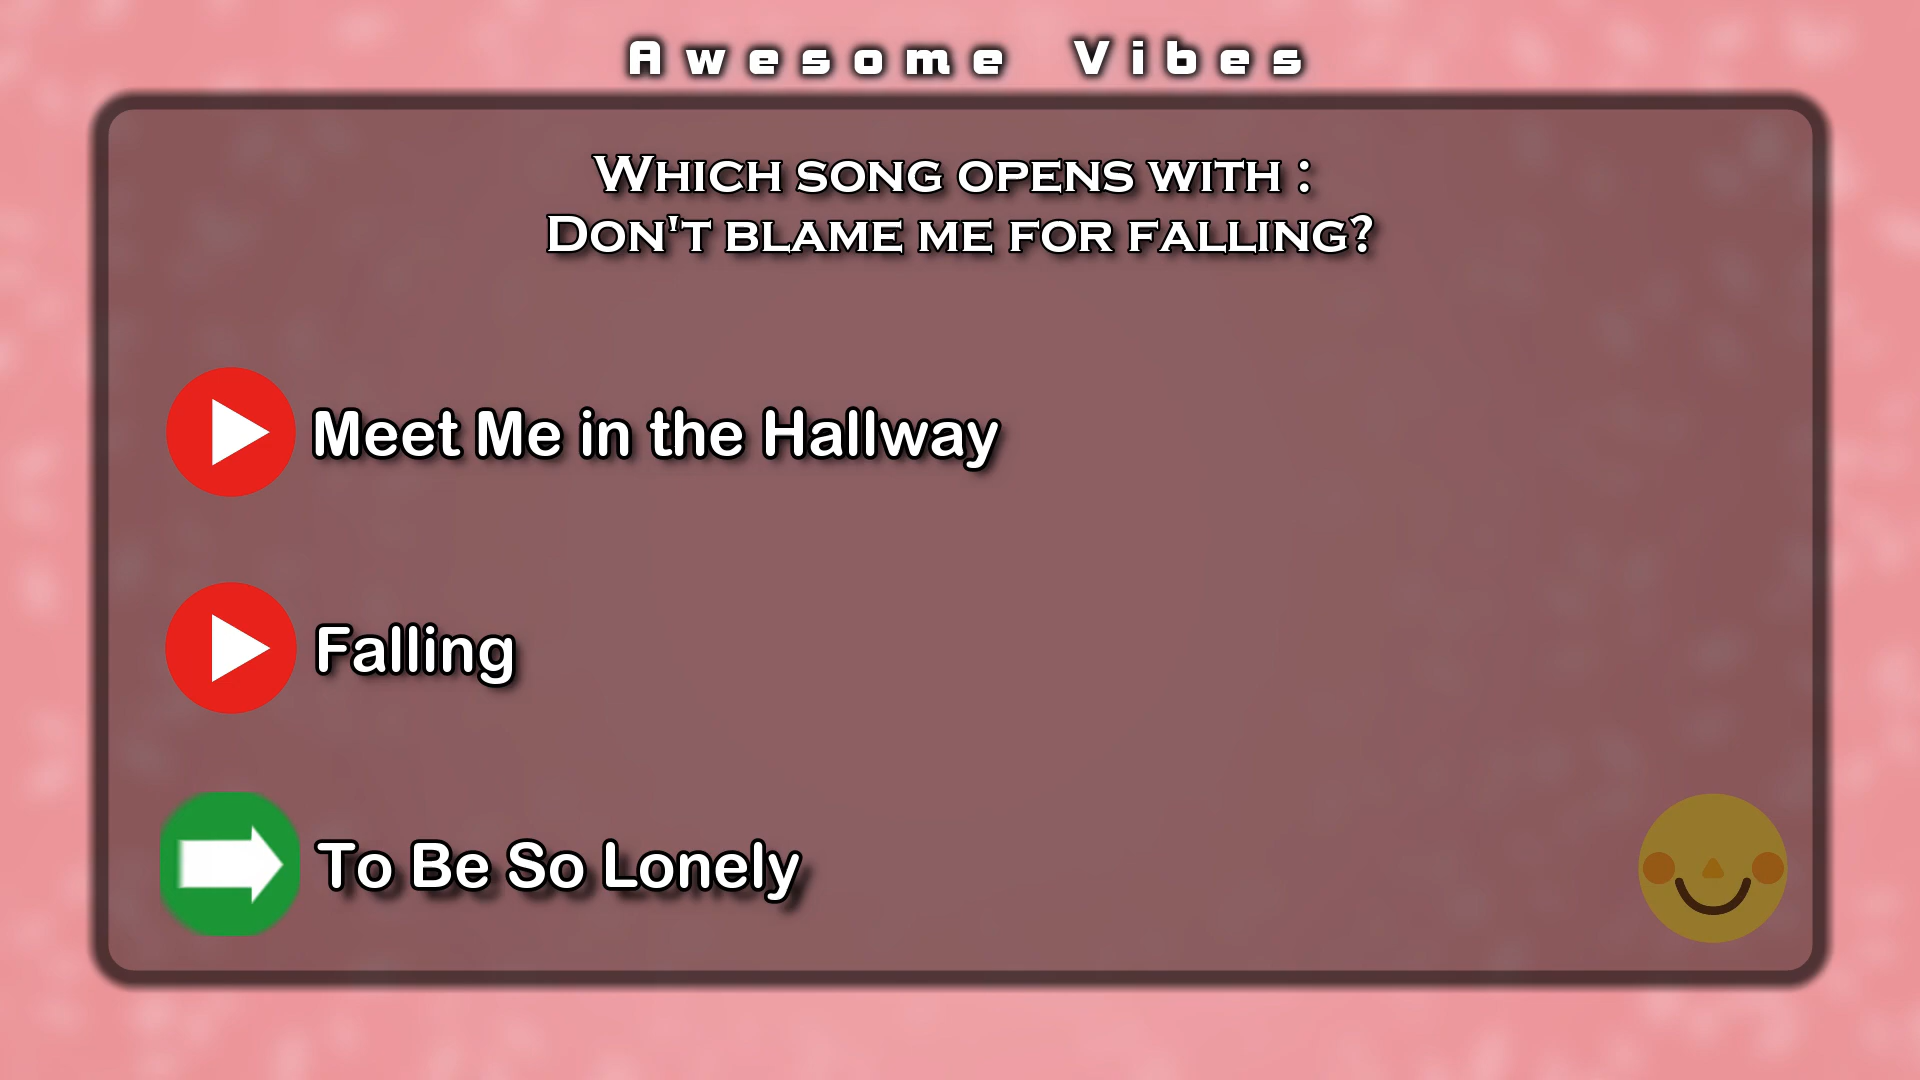 Awesome Vibes
Which song opens with :
Don't blame me for falling?
Meet Me in the Hallway
Falling
To Be So Lonely